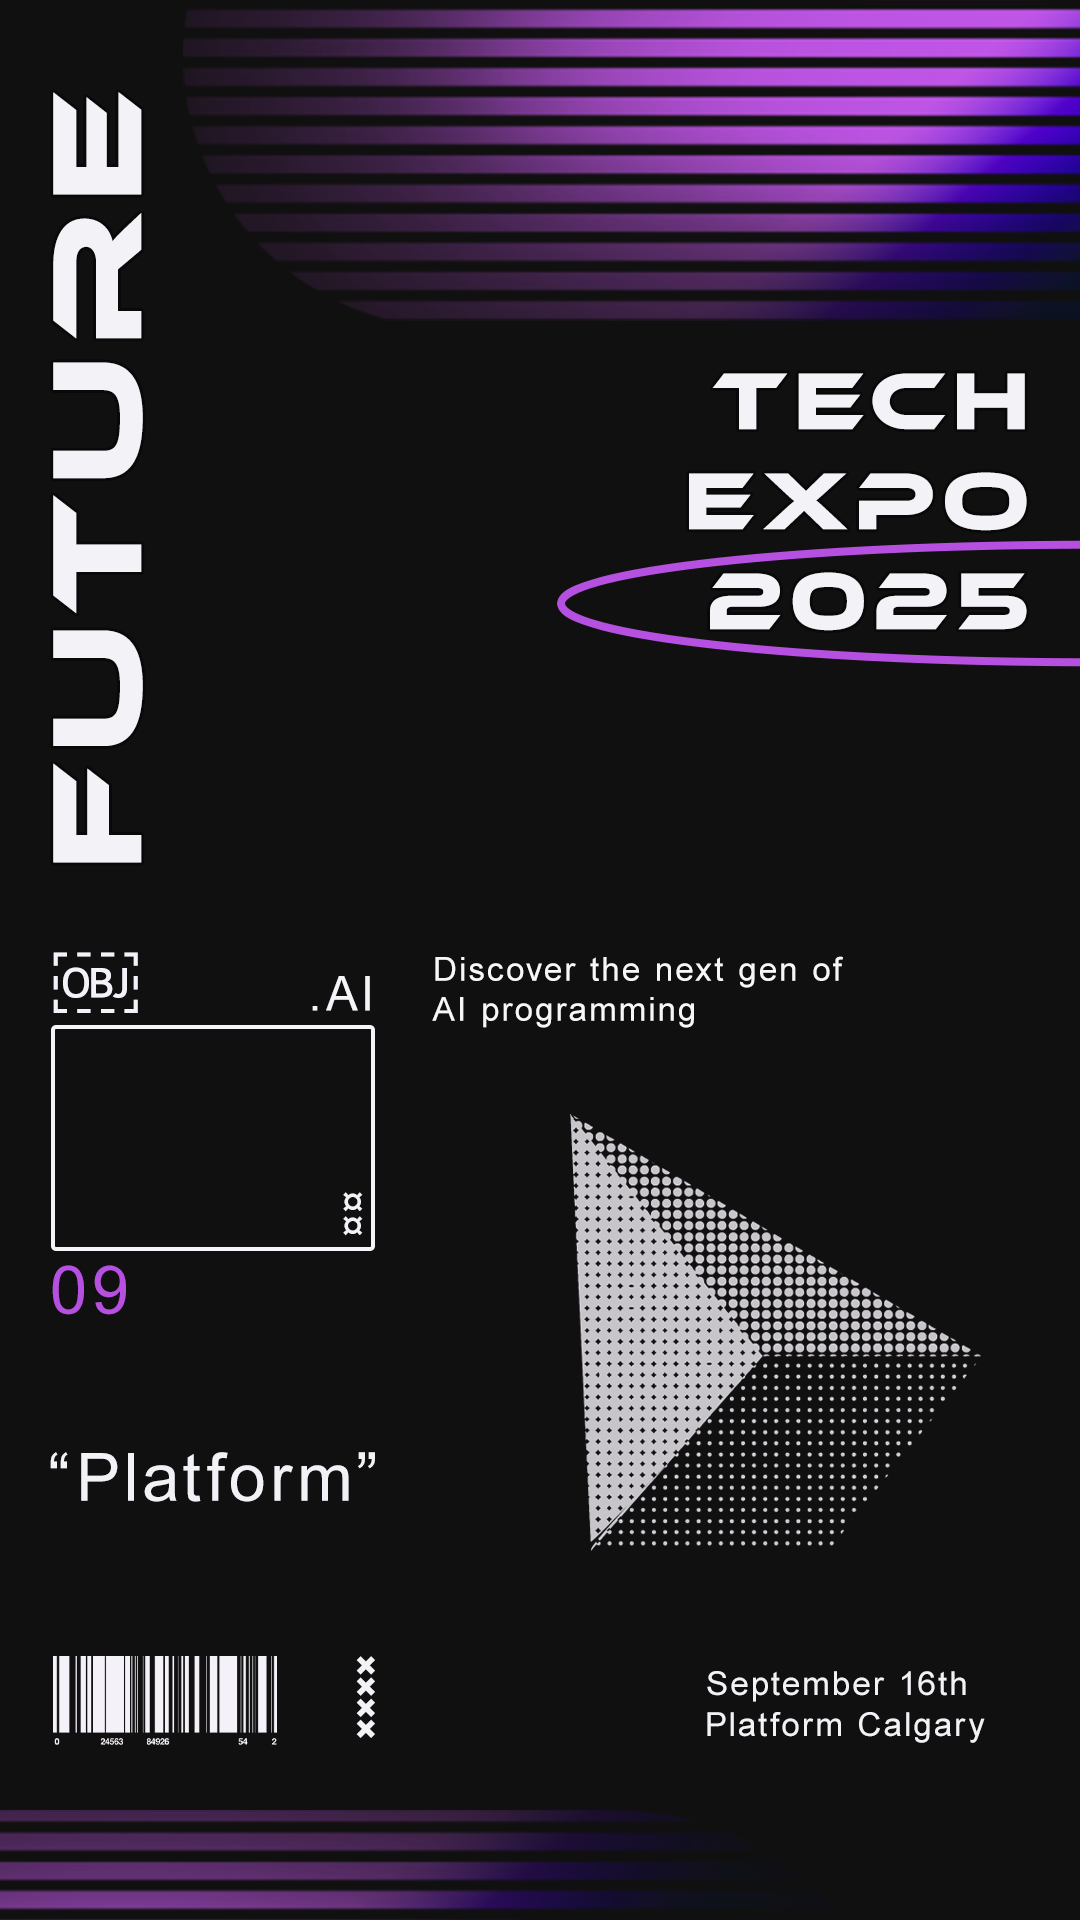 FUTURE
TECH
EXPO
2025
OBJ
.AI
Discover the next gen of
AI programming
¤
¤
09
“Platform”
0 24563 84926 54 2
September 16th
Platform Calgary